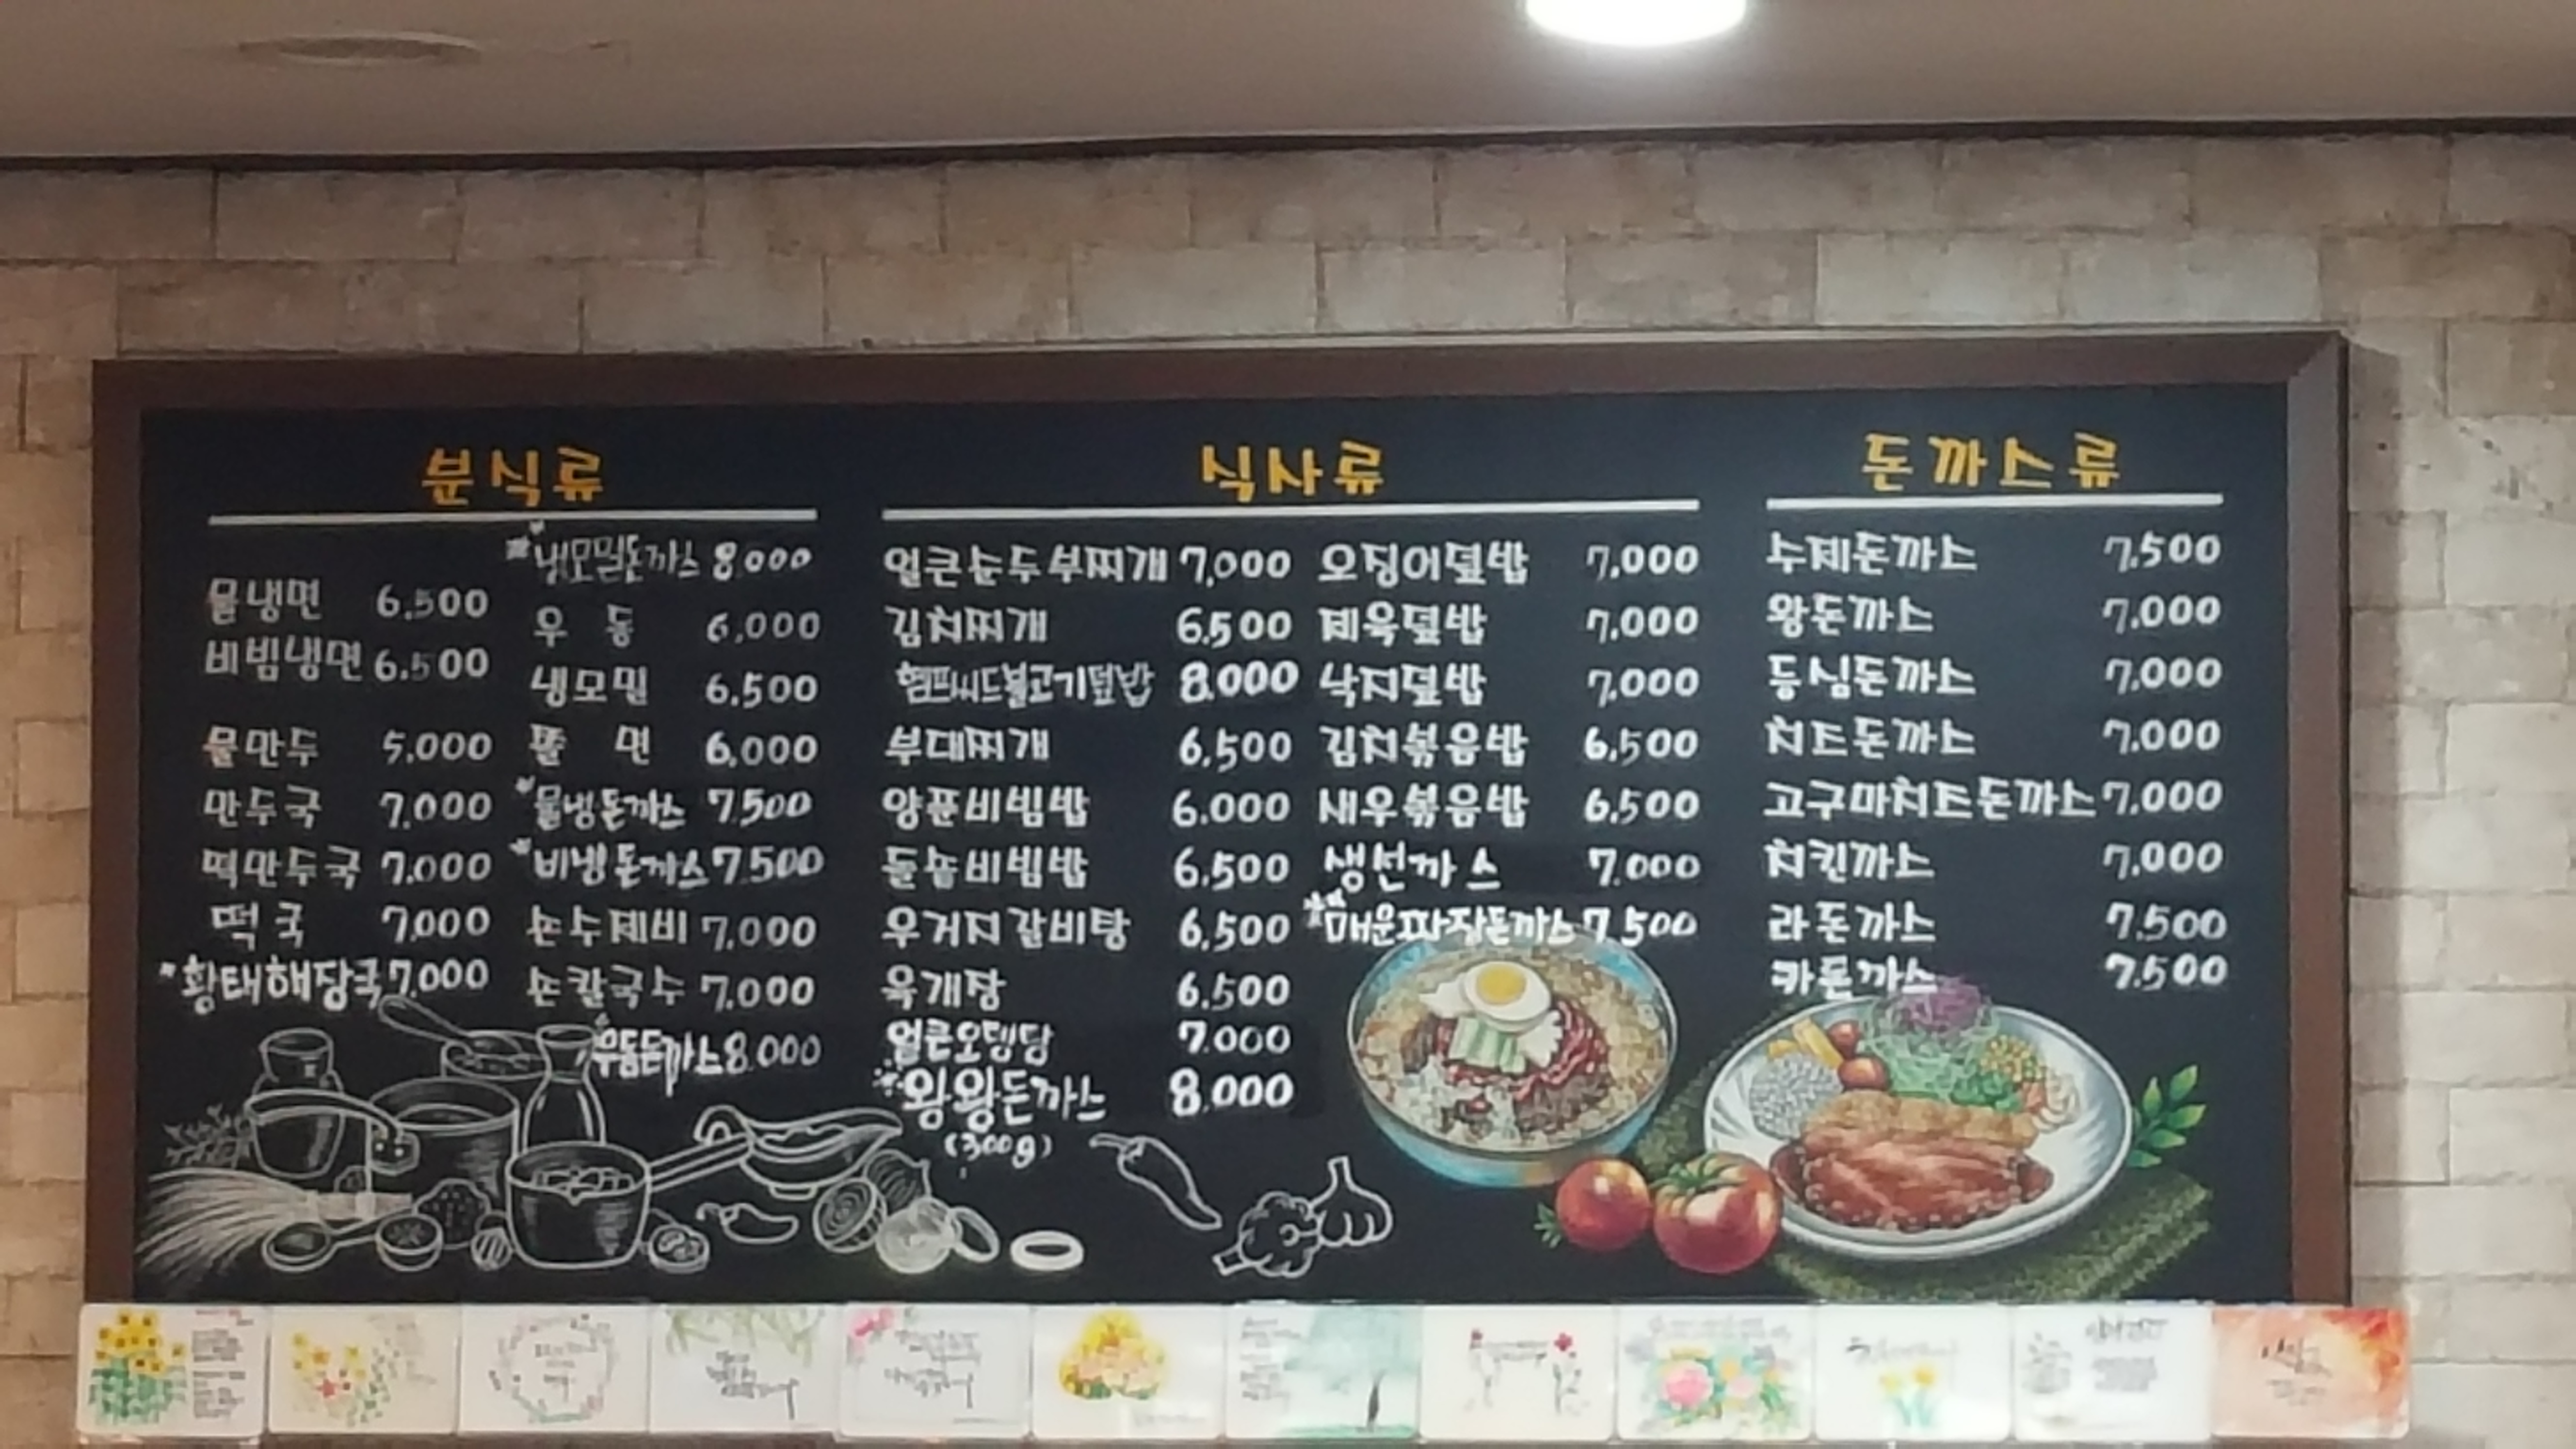 분식류
물냉면 6.500
비빔냉면 6.500
물만두 5.000
만두국 7.000
떡만두국 7.000
떡국 7.000
황태해장국 7.000
냉모밀돈까스 8.000
우동 6.000
냉모밀 6.500
쫄면 6.000
물냉돈까스 7.500
비냉돈까스 7.500
손수제비 7.000
손칼국수 7.000
우동돈까스 8.000
식사류
얼큰순두부찌개 7.000
김치찌개 6.500
햄프씨드불고기덮밥 8.000
부대찌개 6.500
양푼비빔밥 6.000
돌솥비빔밥 6.500
우거지갈비탕 6.500
육개장 6.500
얼큰오뎅탕 7.000
왕왕돈까스 8.000
(300g)
오징어덮밥 7.000
제육덮밥 7.000
낙지덮밥 7.000
김치볶음밥 6.500
새우볶음밥 6.500
생선까스 7.000
매운짜장돈까스 7.500
돈까스류
수제돈까스 7.500
왕돈까스 7.000
등심돈까스 7.000
치즈돈까스 7.000
고구마치즈돈까스 7.000
치킨까스 7.000
라돈까스 7.500
카돈까스 7.500